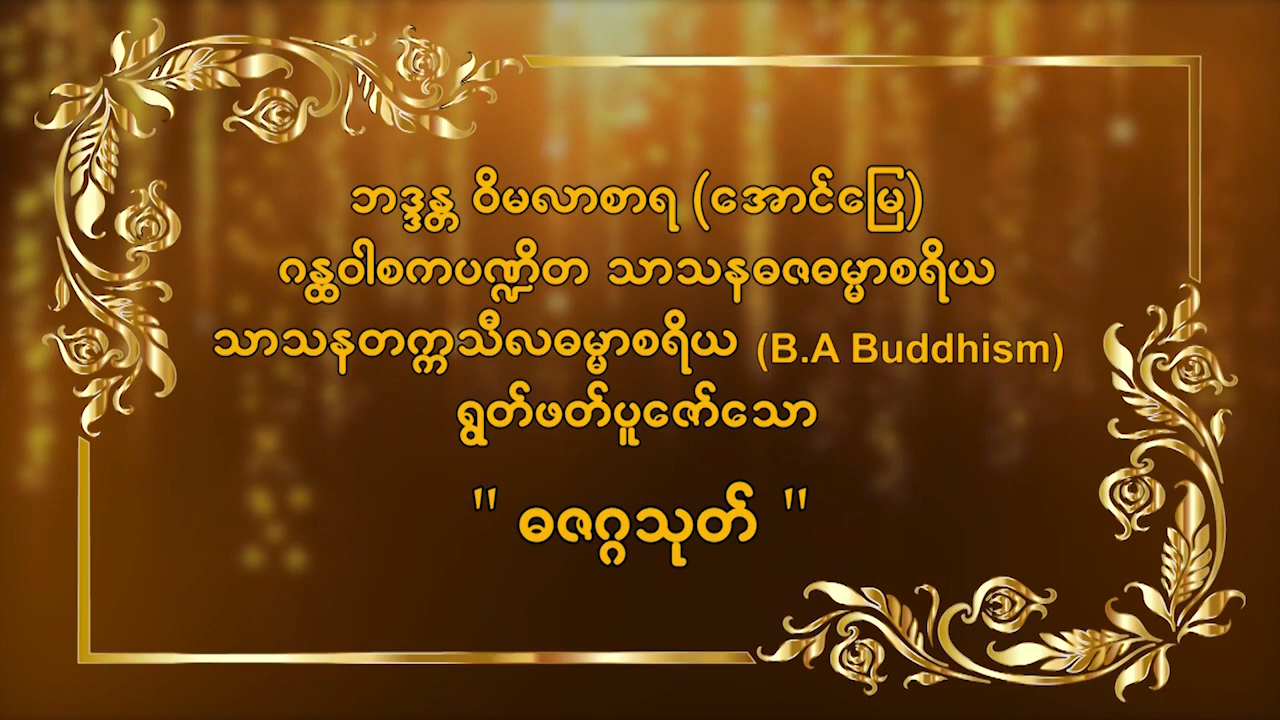 ဘဒ္ဒန္တ ဝိမလာစာရ (အောင်မြေ)
ဂန္ထဝါစကပဏ္ဍိတ သာသနဓဇဓမ္မာစရိယ
သာသနတက္ကသီလဓမ္မာစရိယ (B.A Buddhism)
ရွတ်ဖတ်ပူဇော်သော
" ဓဇဂ္ဂသုတ် "